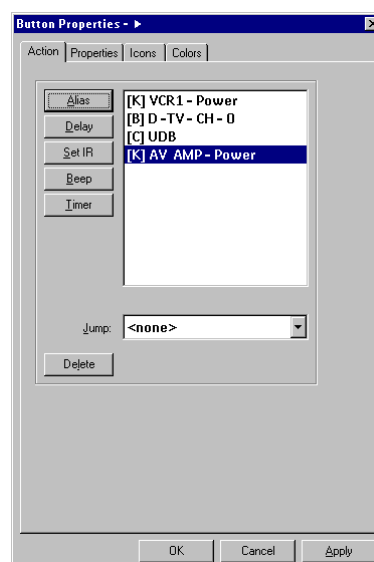 Button Properties - ▶
Action Properties Icons Colors
Alias
Delay
Set IR
Beep
Timer
[K] VCR1 - Power
[B] D -TV - CH - 0
[C] UDB
[K] AV AMP - Power
Jump: <none>
Delete
OK Cancel Apply